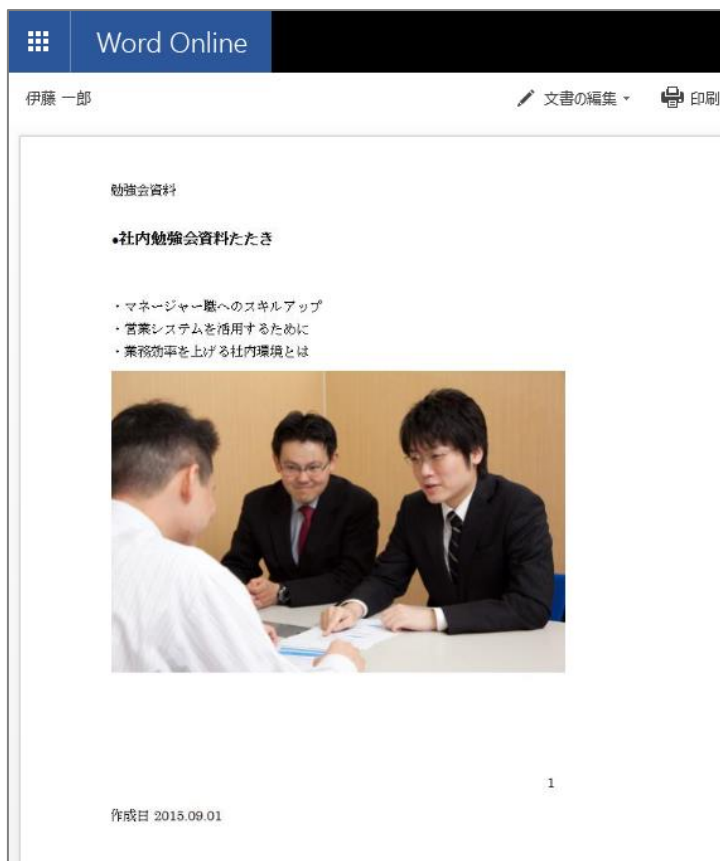 Word Online
伊藤 一郎
文書の編集
印刷
勉強会資料
•社内勉強会資料たたき
・マネージャー職へのスキルアップ
・営業システムを活用するために
・業務効率を上げる社内環境とは
1
作成日 2015.09.01